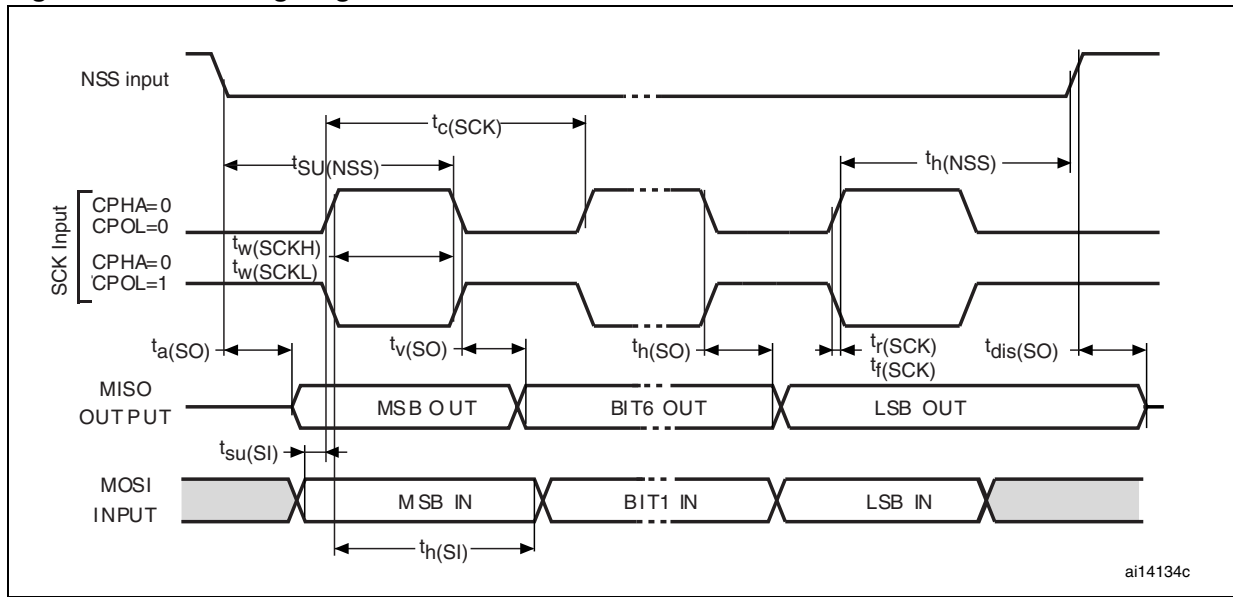 NSS input
tc(SCK)
tSU(NSS)
th(NSS)
SCK Input
CPHA=0
CPOL=0
tw(SCKH)
CPHA=0
tw(SCKL)
CPOL=1
ta(SO)
tv(SO)
th(SO)
tr(SCK)
tf(SCK)
tdis(SO)
MISO
OUTPUT
MSB OUT
BIT6 OUT
LSB OUT
tsu(SI)
MOSI
INPUT
MSB IN
BIT1 IN
LSB IN
th(SI)
ai14134c